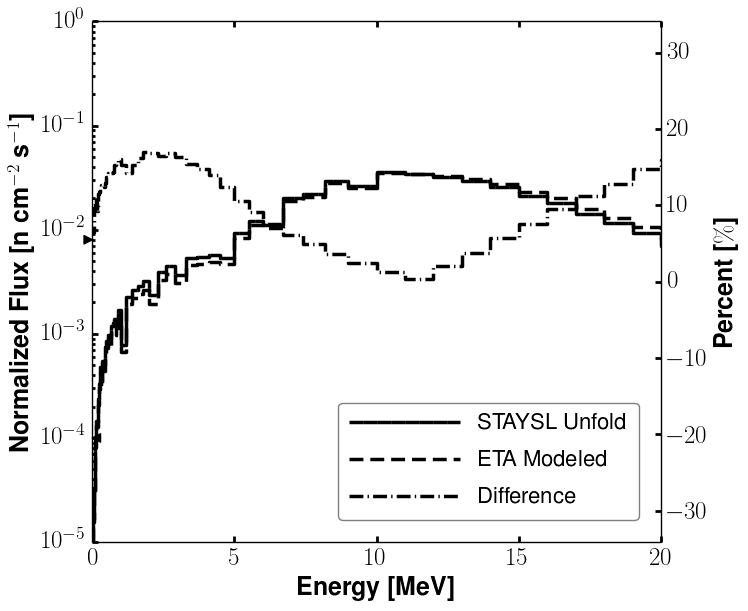 10^0
10^-1
10^-2
10^-3
10^-4
10^-5
Normalized Flux [n cm^-2 s^-1]
30
20
10
0
-10
-20
-30
Percent [%]
STAYSL Unfold
ETA Modeled
Difference
0 5 10 15 20
Energy [MeV]